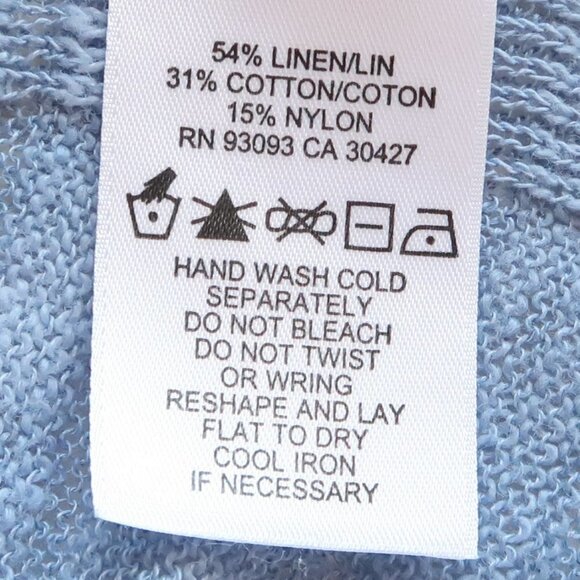 54% LINEN/LIN
31% COTTON/COTON
15% NYLON
RN 93093 CA 30427
HAND WASH COLD
SEPARATELY
DO NOT BLEACH
DO NOT TWIST
OR WRING
RESHAPE AND LAY
FLAT TO DRY
COOL IRON
IF NECESSARY